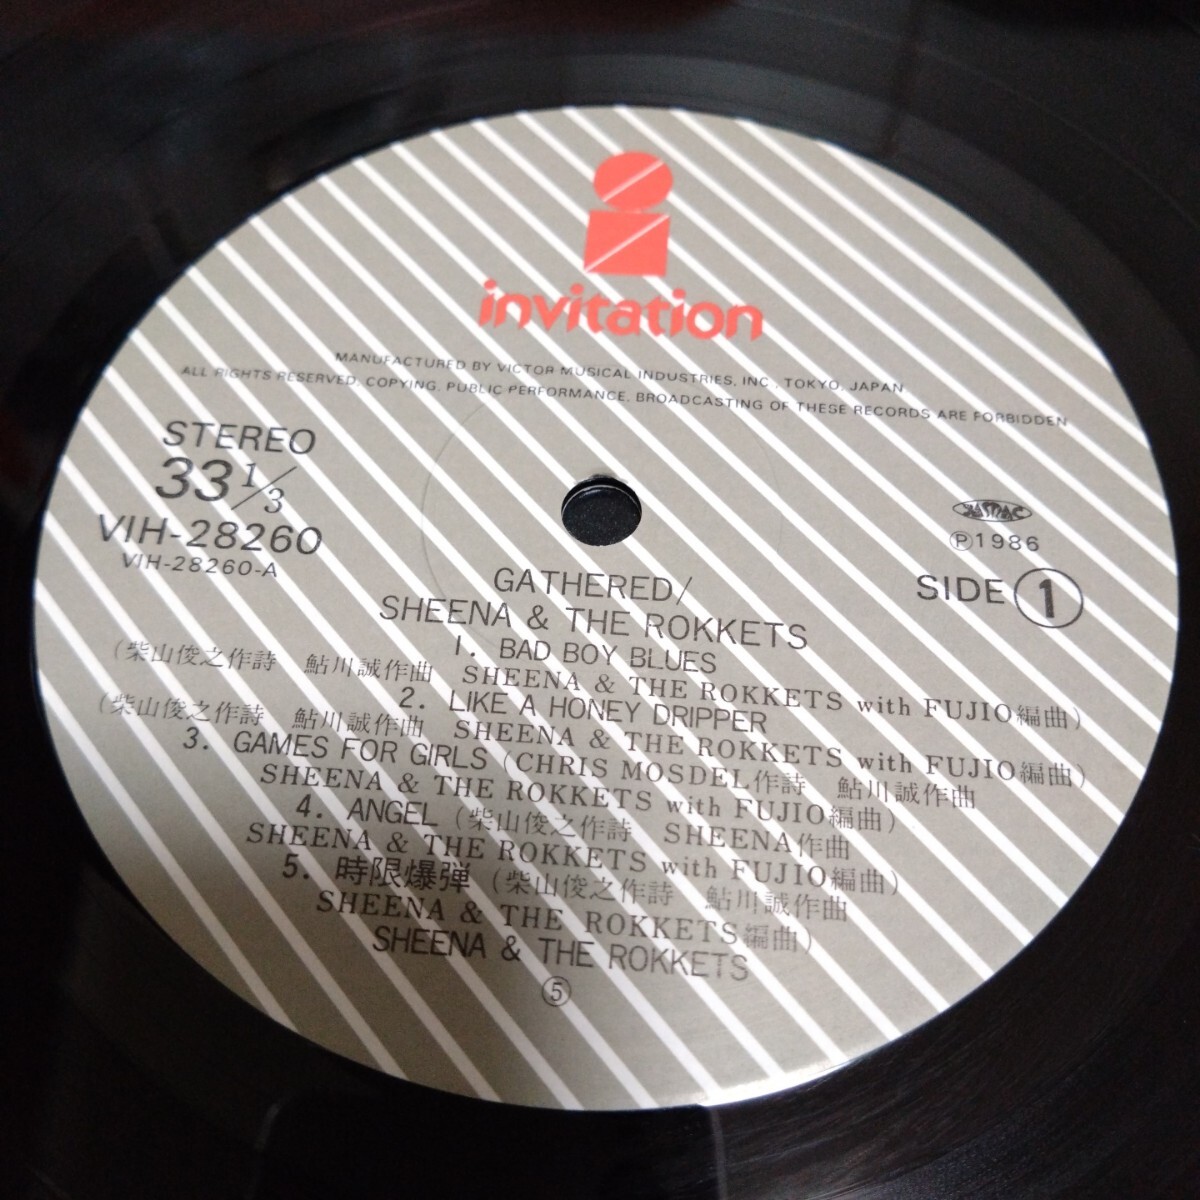 invitation
MANUFACTURED BY VICTOR MUSICAL INDUSTRIES, INC., TOKYO, JAPAN
ALL RIGHTS RESERVED, COPYING, PUBLIC PERFORMANCE, BROADCASTING OF THESE RECORDS ARE FORBIDDEN
STEREO
33 1/3
VIH-28260
VIH-28260-A
JASRAC
Ⓟ1986
SIDE ①
GATHERED/
SHEENA & THE ROKKETS
1. BAD BOY BLUES
(柴山俊之作詩 鮎川誠作曲 SHEENA & THE ROKKETS with FUJIO編曲)
2. LIKE A HONEY DRIPPER
(柴山俊之作詩 鮎川誠作曲 SHEENA & THE ROKKETS with FUJIO編曲)
3. GAMES FOR GIRLS (CHRIS MOSDEL作詩 鮎川誠作曲
SHEENA & THE ROKKETS with FUJIO編曲)
4. ANGEL (柴山俊之作詩 SHEENA作曲
SHEENA & THE ROKKETS with FUJIO編曲)
5. 時限爆弾 (柴山俊之作詩 鮎川誠作曲
SHEENA & THE ROKKETS編曲)
SHEENA & THE ROKKETS
⑤